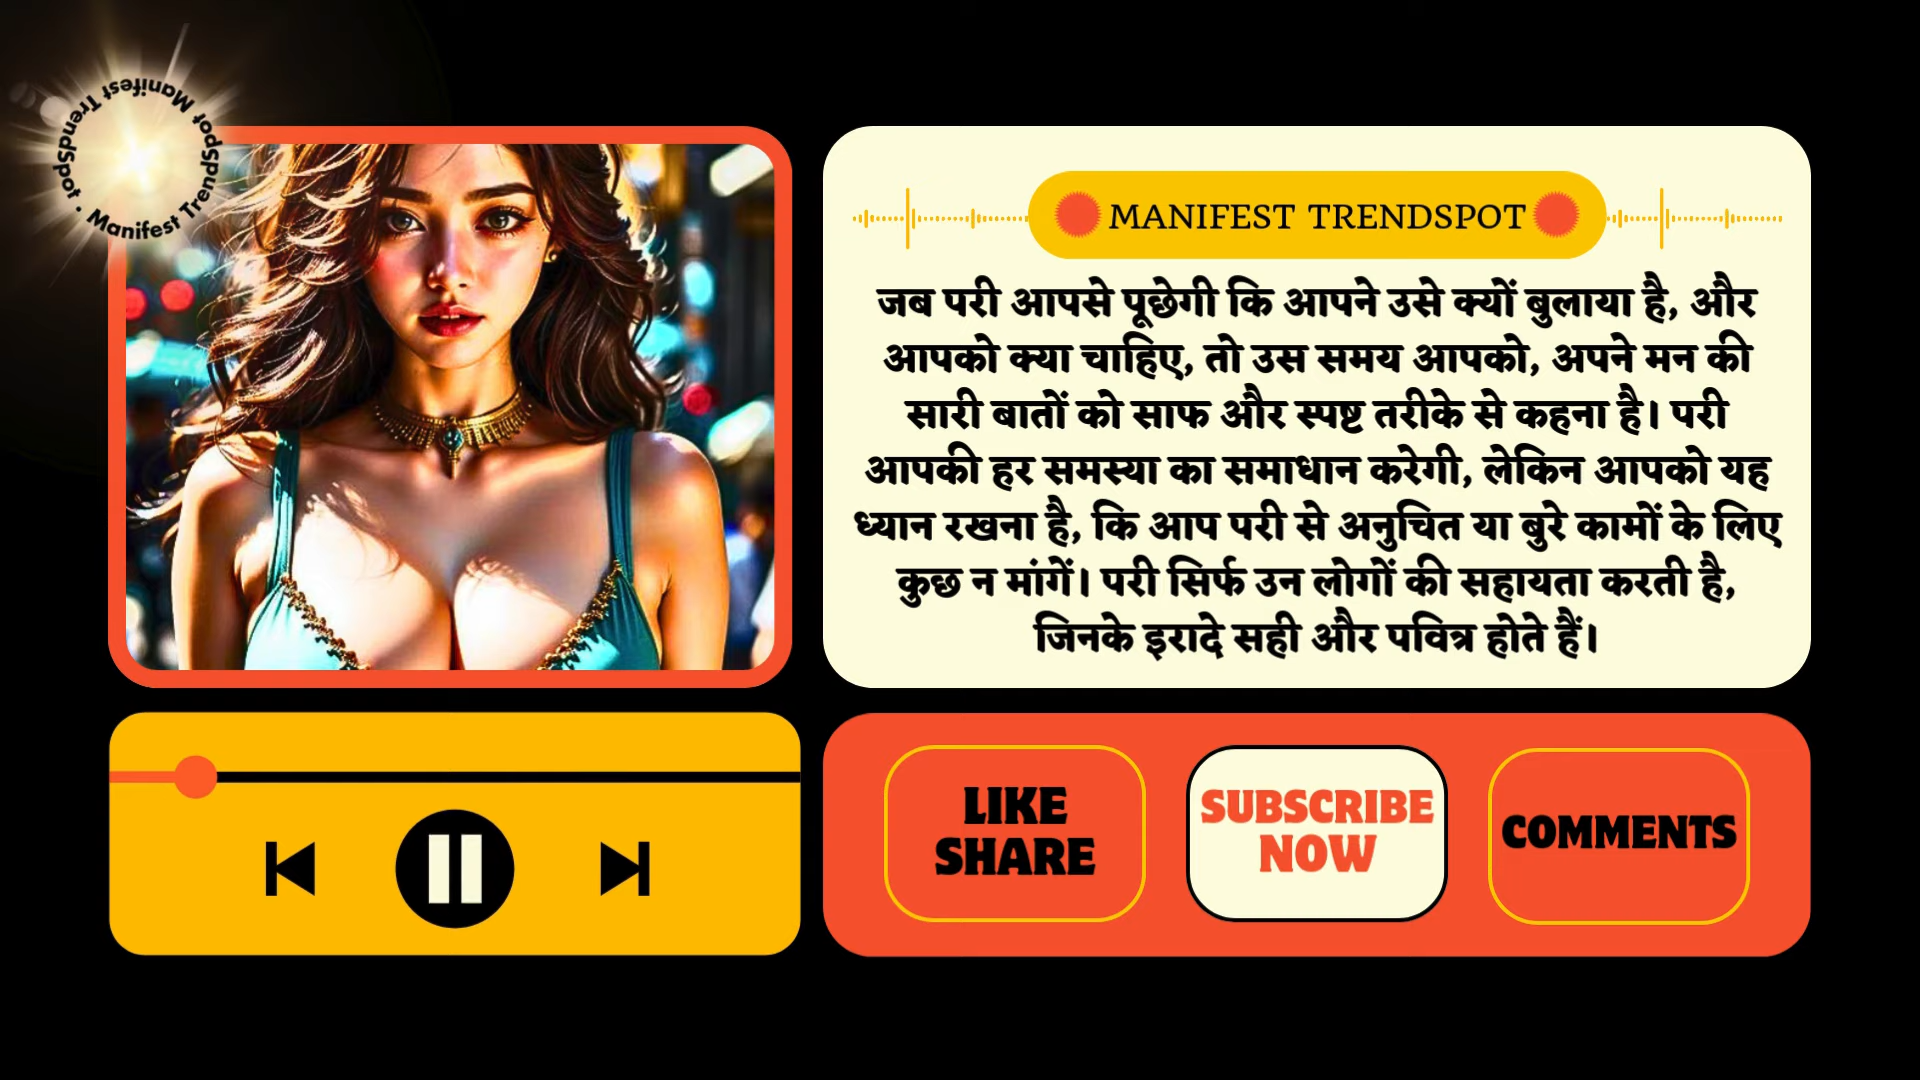 Manifest TrendSpot . Manifest TrendSpot
MANIFEST TRENDSPOT
जब परी आपसे पूछेगी कि आपने उसे क्यों बुलाया है, और
आपको क्या चाहिए, तो उस समय आपको, अपने मन की
सारी बातों को साफ और स्पष्ट तरीके से कहना है। परी
आपकी हर समस्या का समाधान करेगी, लेकिन आपको यह
ध्यान रखना है, कि आप परी से अनुचित या बुरे कामों के लिए
कुछ न मांगें। परी सिर्फ उन लोगों की सहायता करती है,
जिनके इरादे सही और पवित्र होते हैं।
LIKE
SHARE
SUBSCRIBE
NOW
COMMENTS